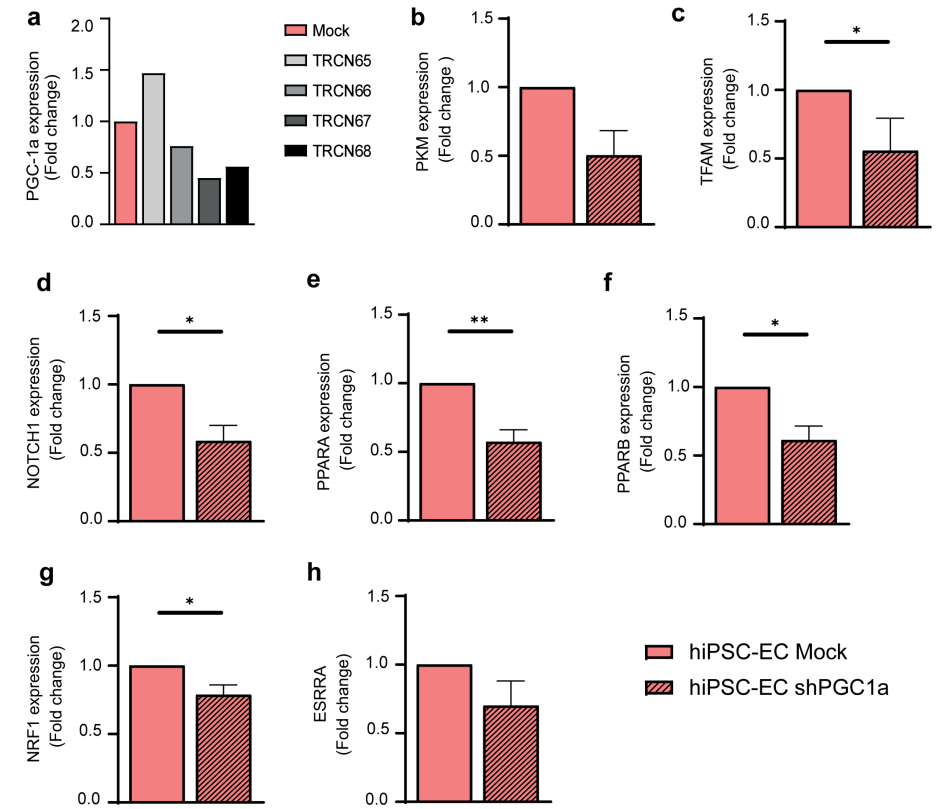 a
PGC-1a expression
(Fold change)
2.0
1.5
1.0
0.5
0.0
Mock
TRCN65
TRCN66
TRCN67
TRCN68
b
PKM expression
(Fold change )
1.5
1.0
0.5
0.0
c
TFAM expression
(Fold change)
1.5
1.0
0.5
0.0
*
d
NOTCH1 expression
(Fold change)
1.5
1.0
0.5
0.0
*
e
PPARA expression
(Fold change)
1.5
1.0
0.5
0.0
**
f
PPARB expression
(Fold change)
1.5
1.0
0.5
0.0
*
g
NRF1 expression
(Fold change)
1.5
1.0
0.5
0.0
*
h
ESRRA
(Fold change)
1.5
1.0
0.5
0.0
hiPSC-EC Mock
hiPSC-EC shPGC1a